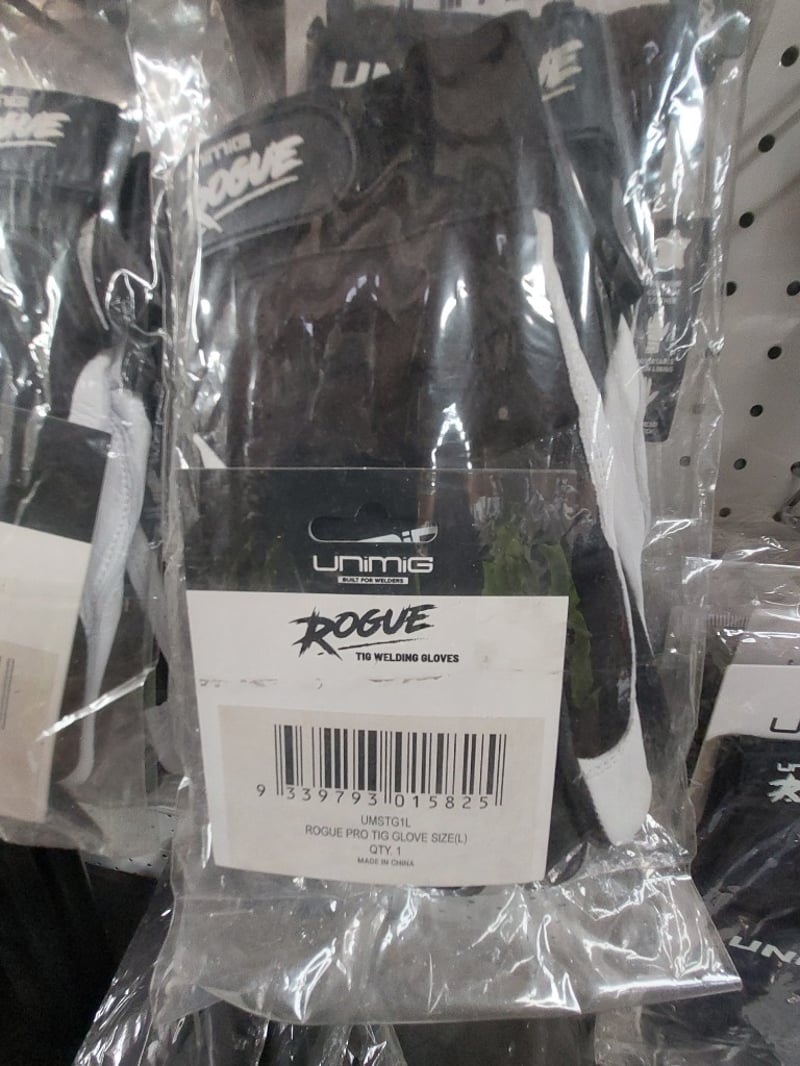 UNIMIG
ROGUE
UNIMIG
BUILT FOR WELDERS
ROGUE
TIG WELDING GLOVES
9 339793 015825
UMSTG1L
ROGUE PRO TIG GLOVE SIZE(L)
QTY. 1
MADE IN CHINA